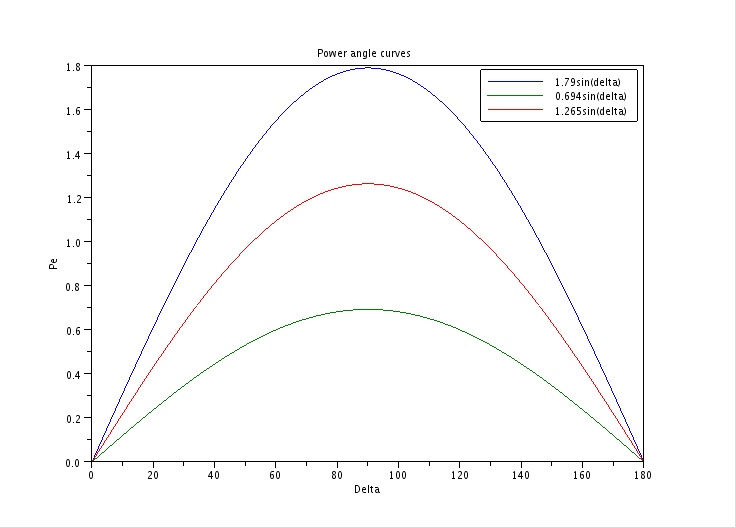 Power angle curves
1.79sin(delta)
0.694sin(delta)
1.265sin(delta)
Pe
1.8
1.6
1.4
1.2
1.0
0.8
0.6
0.4
0.2
0.0
0 20 40 60 80 100 120 140 160 180
Delta